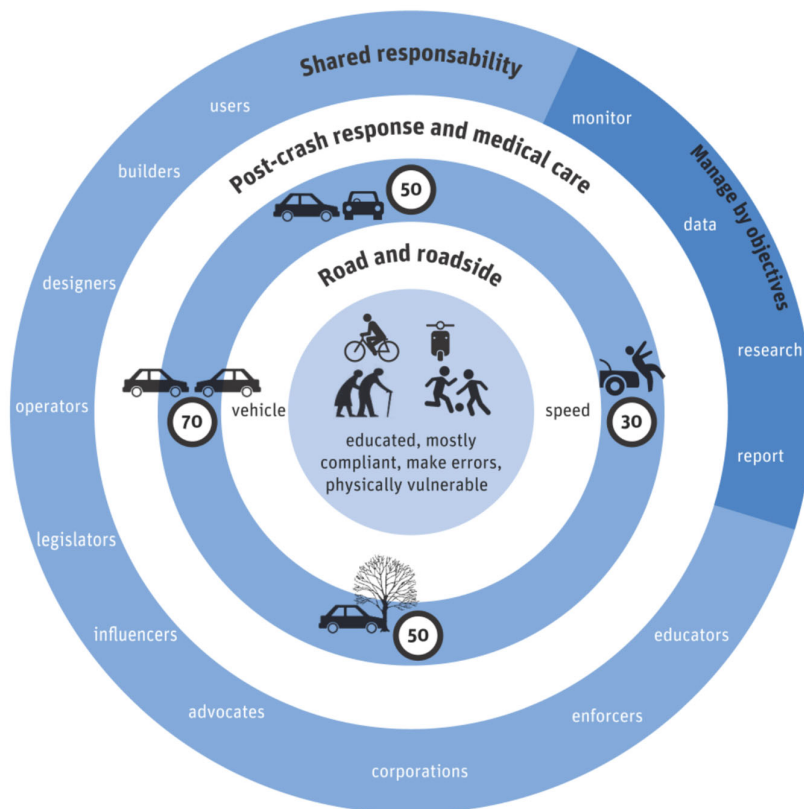 Shared responsability
users
monitor
builders
Post-crash response and medical care
Manage by objectives
50
data
designers
Road and roadside
research
operators
70
vehicle
speed
30
educated, mostly
compliant, make errors,
physically vulnerable
report
legislators
influencers
50
educators
advocates
enforcers
corporations